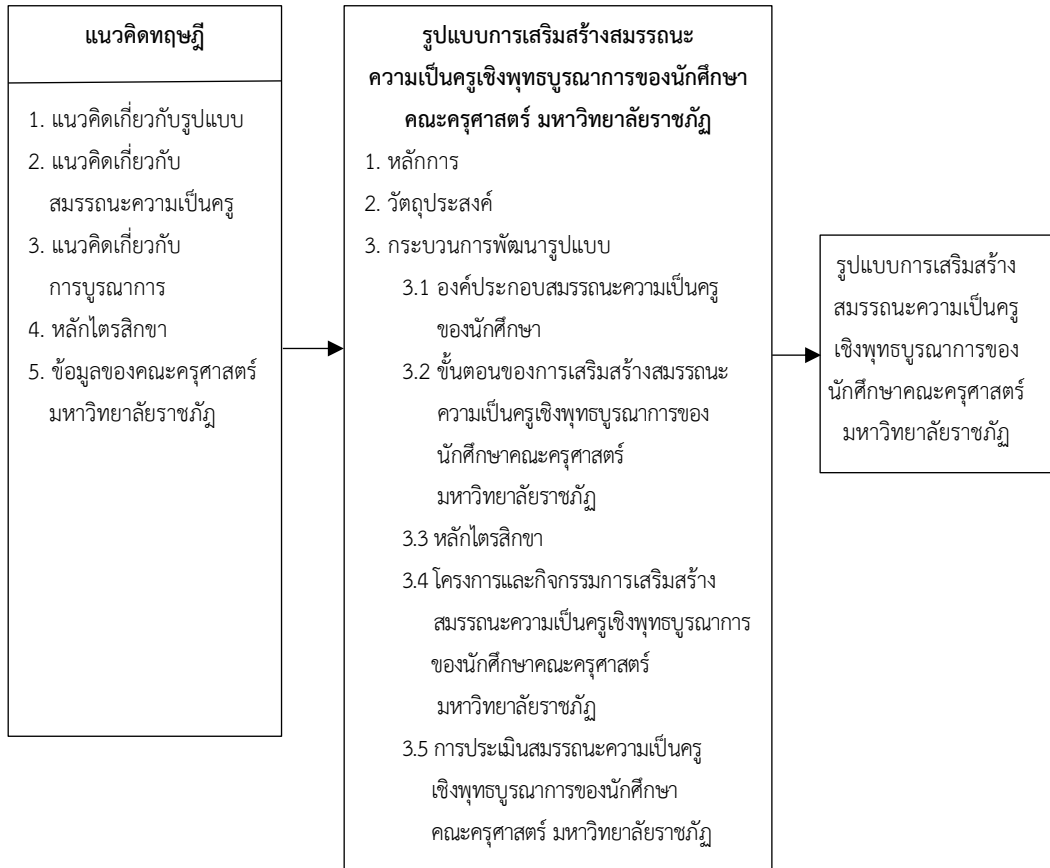 แนวคิดทฤษฎี
1. แนวคิดเกี่ยวกับรูปแบบ
2. แนวคิดเกี่ยวกับ
สมรรถนะความเป็นครู
3. แนวคิดเกี่ยวกับ
การบูรณาการ
4. หลักไตรสิกขา
5. ข้อมูลของคณะครุศาสตร์
มหาวิทยาลัยราชภัฎ
รูปแบบการเสริมสร้างสมรรถนะ
ความเป็นครูเชิงพุทธบูรณาการของนักศึกษา
คณะครุศาสตร์ มหาวิทยาลัยราชภัฏ
1. หลักการ
2. วัตถุประสงค์
3. กระบวนการพัฒนารูปแบบ
3.1 องค์ประกอบสมรรถนะความเป็นครู
ของนักศึกษา
3.2 ขั้นตอนของการเสริมสร้างสมรรถนะ
ความเป็นครูเชิงพุทธบูรณาการของ
นักศึกษาคณะครุศาสตร์
มหาวิทยาลัยราชภัฏ
3.3 หลักไตรสิกขา
3.4 โครงการและกิจกรรมการเสริมสร้าง
สมรรถนะความเป็นครูเชิงพุทธบูรณาการ
ของนักศึกษาคณะครุศาสตร์
มหาวิทยาลัยราชภัฏ
3.5 การประเมินสมรรถนะความเป็นครู
เชิงพุทธบูรณาการของนักศึกษา
คณะครุศาสตร์ มหาวิทยาลัยราชภัฏ
รูปแบบการเสริมสร้าง
สมรรถนะความเป็นครู
เชิงพุทธบูรณาการของ
นักศึกษาคณะครุศาสตร์
มหาวิทยาลัยราชภัฏ